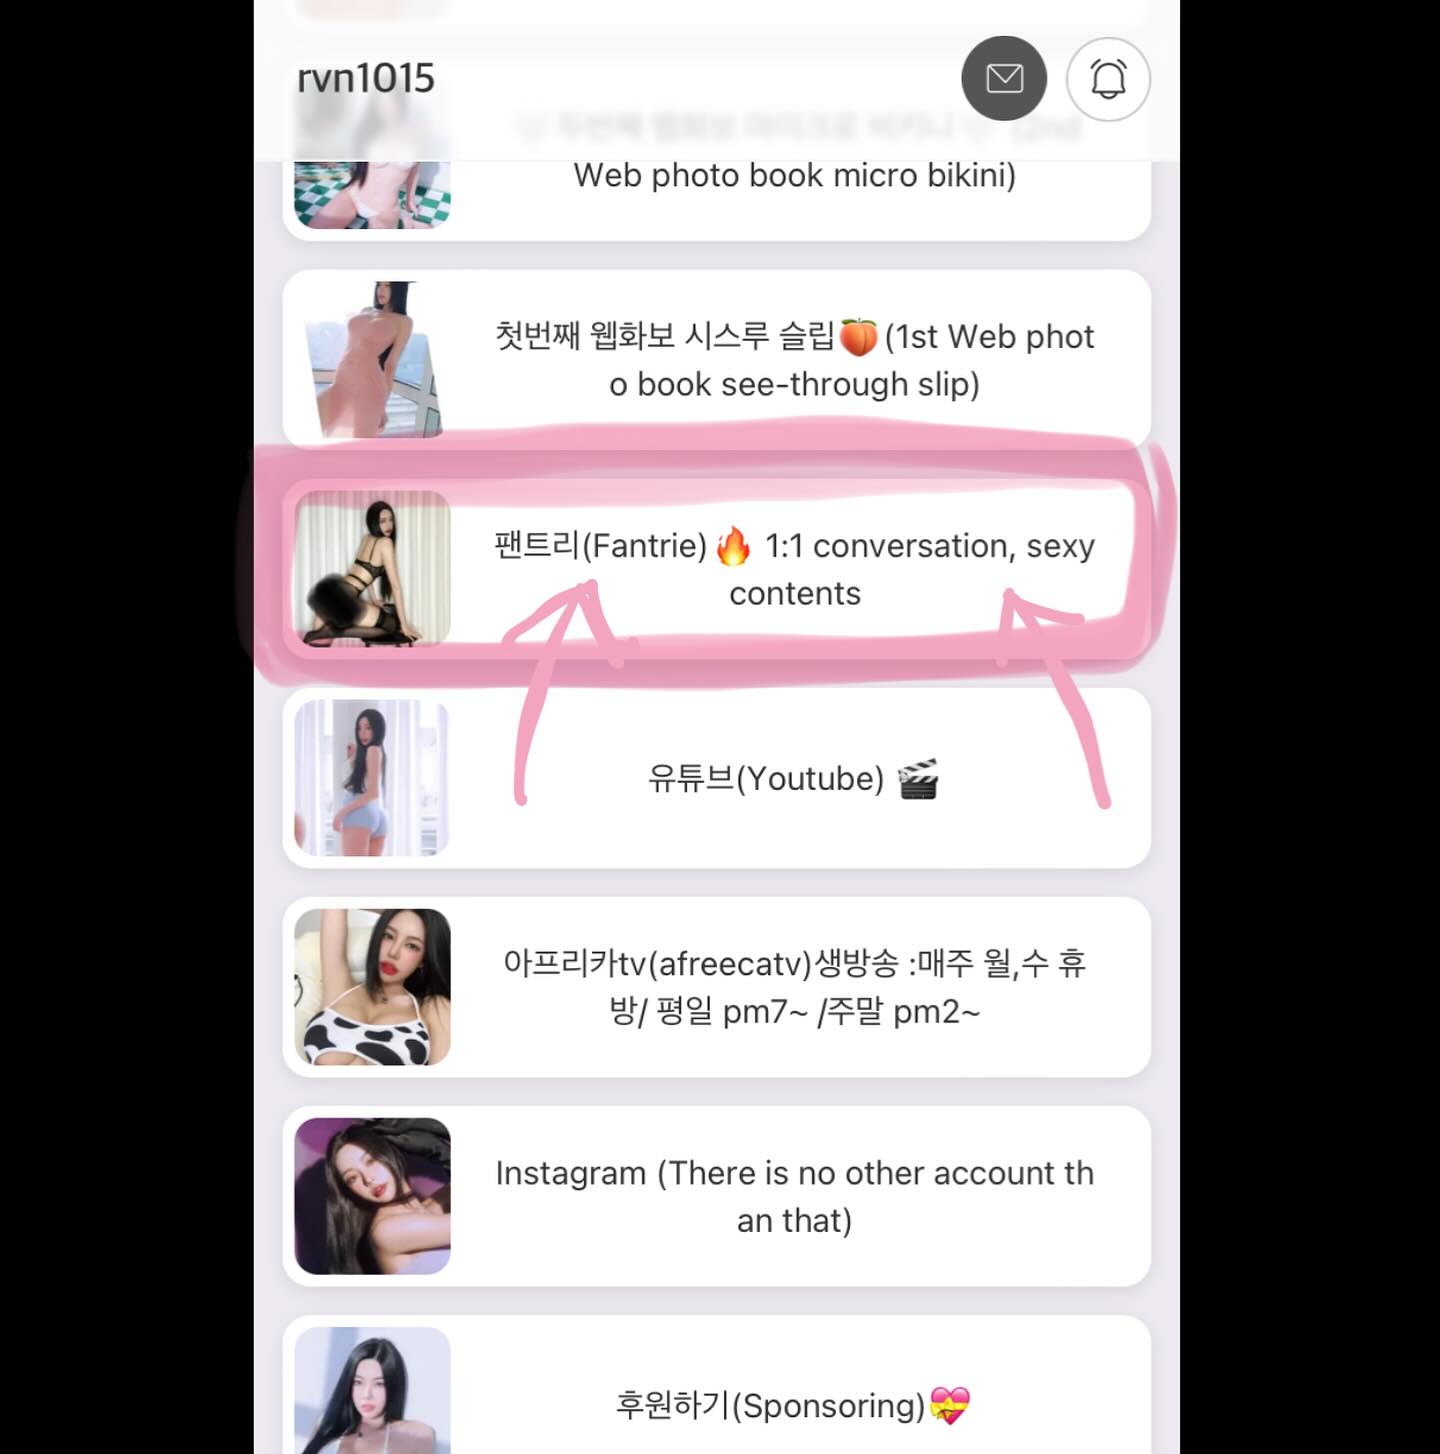 rvn1015
Web photo book micro bikini)
첫번째 웹화보 시스루 슬립🍑(1st Web phot
o book see-through slip)
팬트리(Fantrie)🔥 1:1 conversation, sexy
contents
유튜브(Youtube) 🎬
아프리카tv(afreecatv)생방송 :매주 월,수 휴
방/ 평일 pm7~ /주말 pm2~
Instagram (There is no other account th
an that)
후원하기(Sponsoring)💝